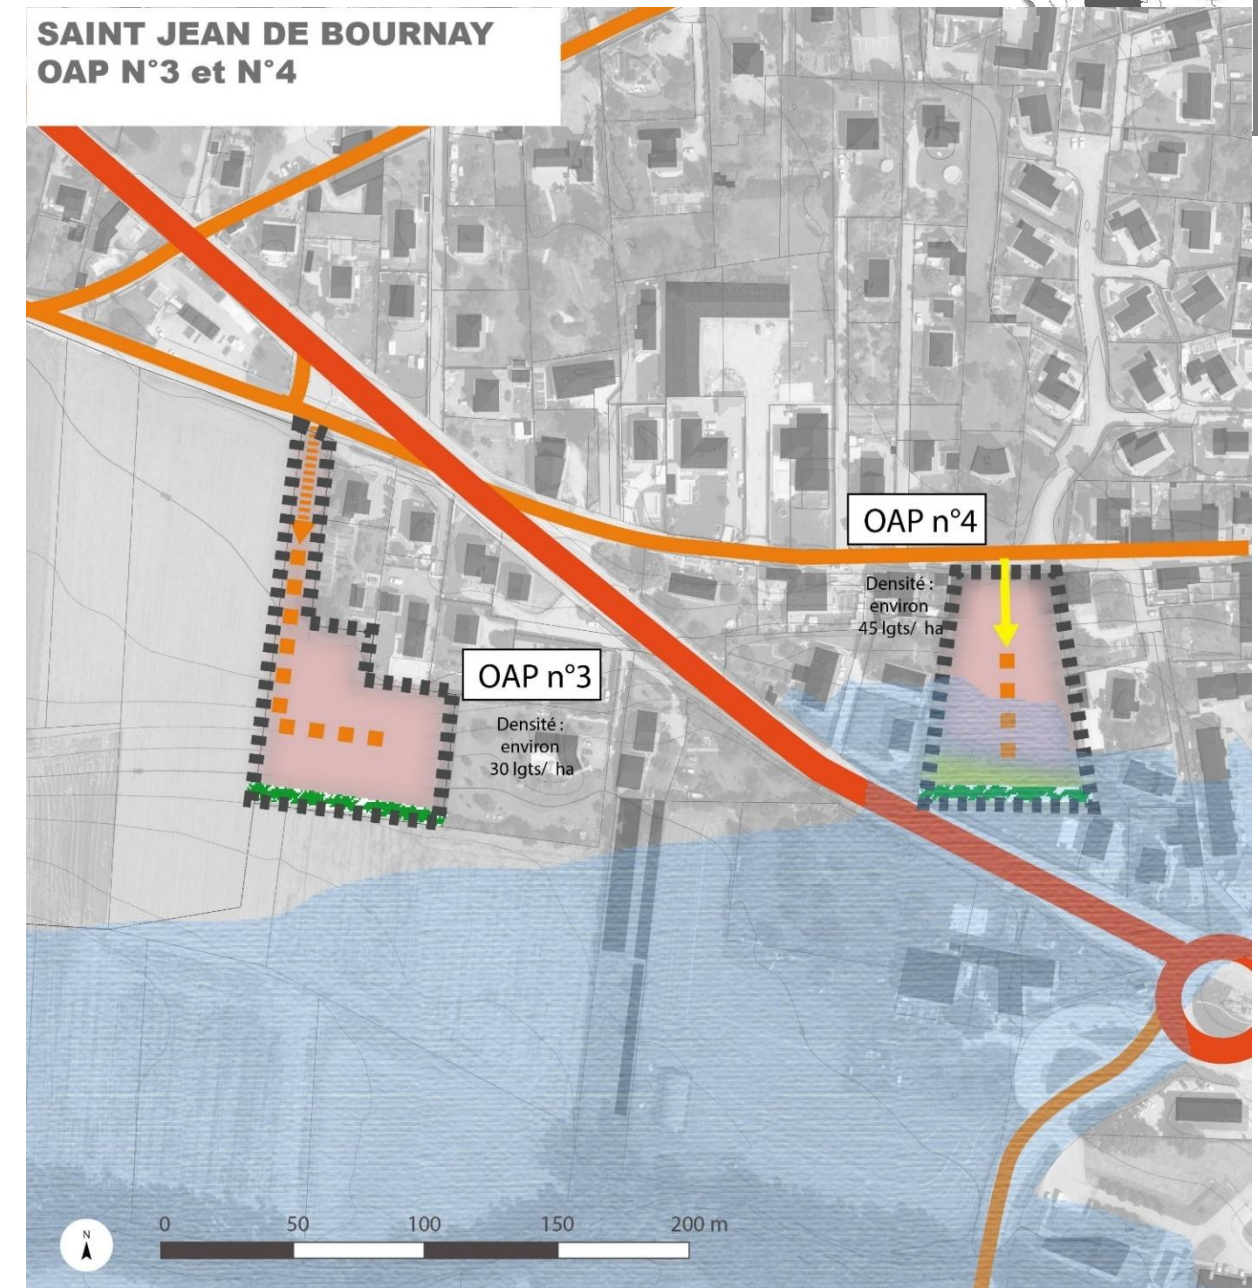 SAINT JEAN DE BOURNAY
OAP N°3 et N°4
OAP n°4
Densité :
environ
45 lgts/ ha
OAP n°3
Densité :
environ
30 lgts/ ha
0 50 100 150 200 m
N